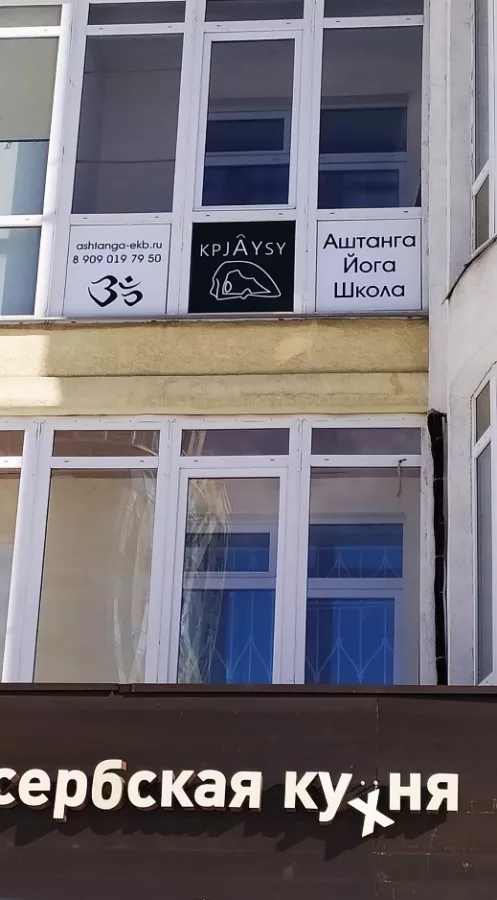 ashtanga-ekb.ru
8 909 019 79 50
ॐ
KPJÂYSY
Аштанга
Йога
Школа
сербская кухня